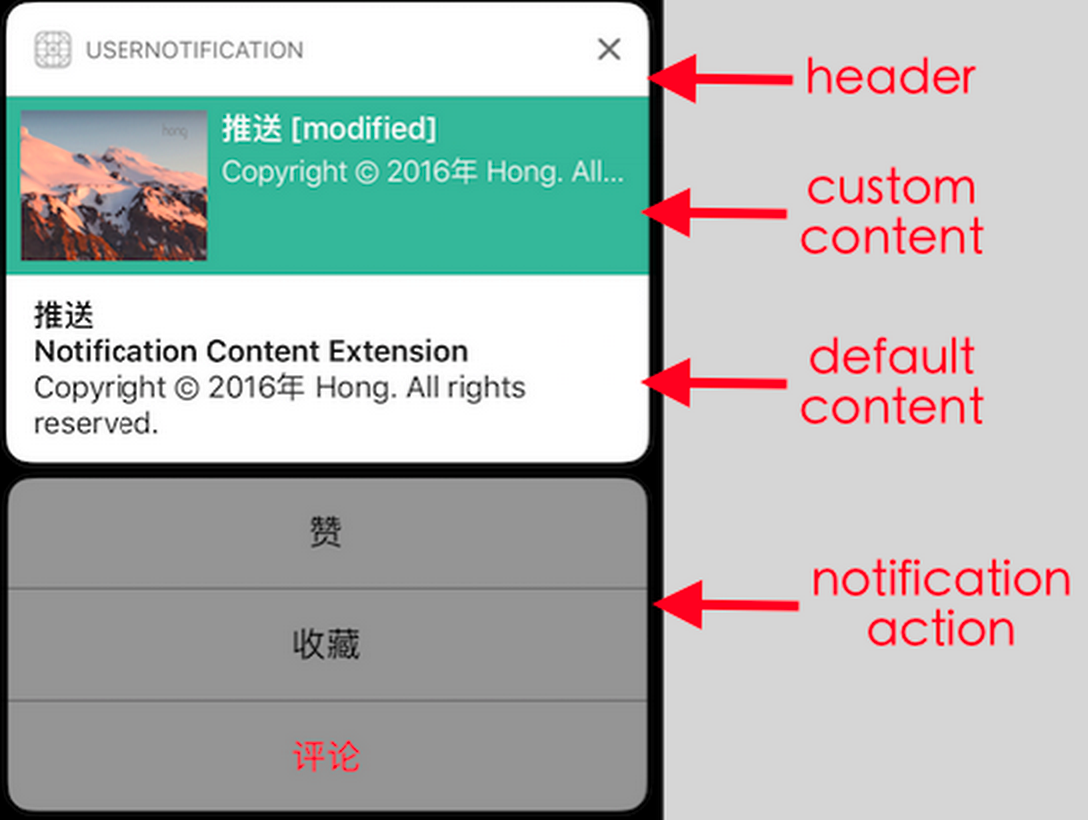 USERNOTIFICATION
header
hong
推送 [modified]
Copyright © 2016年 Hong. All...
custom
content
推送
Notification Content Extension
Copyright © 2016年 Hong. All rights
reserved.
default
content
赞
收藏
评论
notification
action